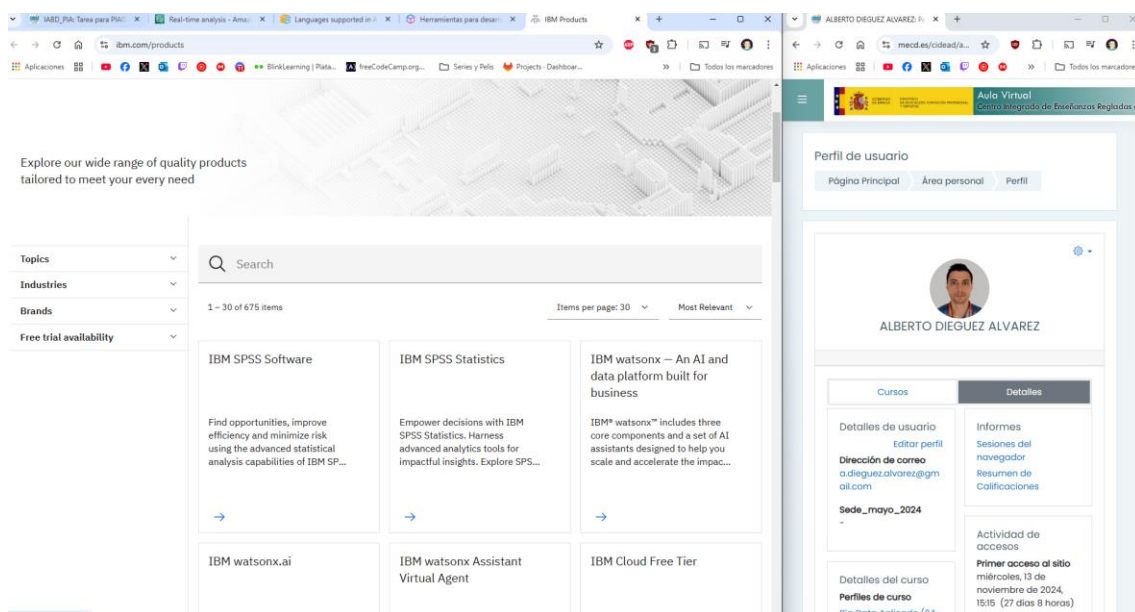 IABD_PIA: Tarea para PIAC
Real-time analysis - Amaz
Languages supported in A
Herramientas para desarr
IBM Products
ibm.com/products
Aplicaciones
BlinkLearning | Plata...
freeCodeCamp.org...
Series y Pelis
Projects · Dashboar...
»
Todos los marcadores
Explore our wide range of quality products
tailored to meet your every need
Topics
Industries
Brands
Free trial availability
Search
1 – 30 of 675 items
Items per page: 30
Most Relevant
IBM SPSS Software
Find opportunities, improve
efficiency and minimize risk
using the advanced statistical
analysis capabilities of IBM SP...
IBM SPSS Statistics
Empower decisions with IBM
SPSS Statistics. Harness
advanced analytics tools for
impactful insights. Explore SPS...
IBM watsonx — An AI and
data platform built for
business
IBM® watsonx™ includes three
core components and a set of AI
assistants designed to help you
scale and accelerate the impac...
IBM watsonx.ai
IBM watsonx Assistant
Virtual Agent
IBM Cloud Free Tier
ALBERTO DIEGUEZ ALVAREZ: P
mecd.es/cidead/a...
Aplicaciones
»
Todos los marcadore
Aula Virtual
Centro Integrado de Enseñanzas Regladas
Perfil de usuario
Página Principal
Área personal
Perfil
ALBERTO DIEGUEZ ALVAREZ
Cursos
Detalles
Detalles de usuario
Editar perfil
Dirección de correo
a.dieguez.alvarez@gm
ail.com
Sede_mayo_2024
-
Detalles del curso
Perfiles de curso
Informes
Sesiones del
navegador
Resumen de
Calificaciones
Actividad de
accesos
Primer acceso al sitio
miércoles, 13 de
noviembre de 2024,
15:15 (27 días 8 horas)